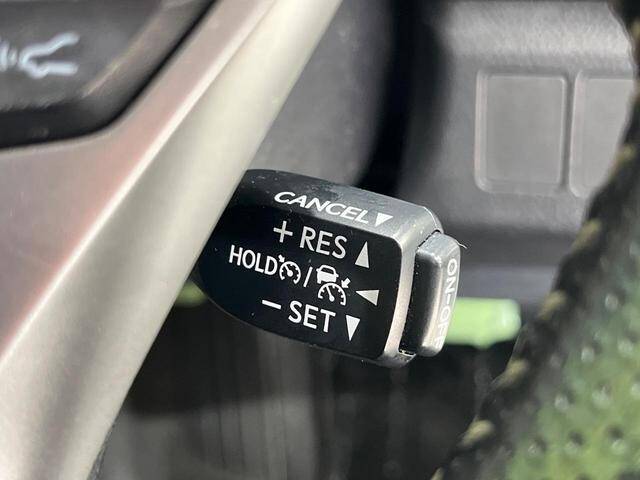 CANCEL▼
+ RES ▲
HOLD / ◀
− SET ▼
ON-OFF